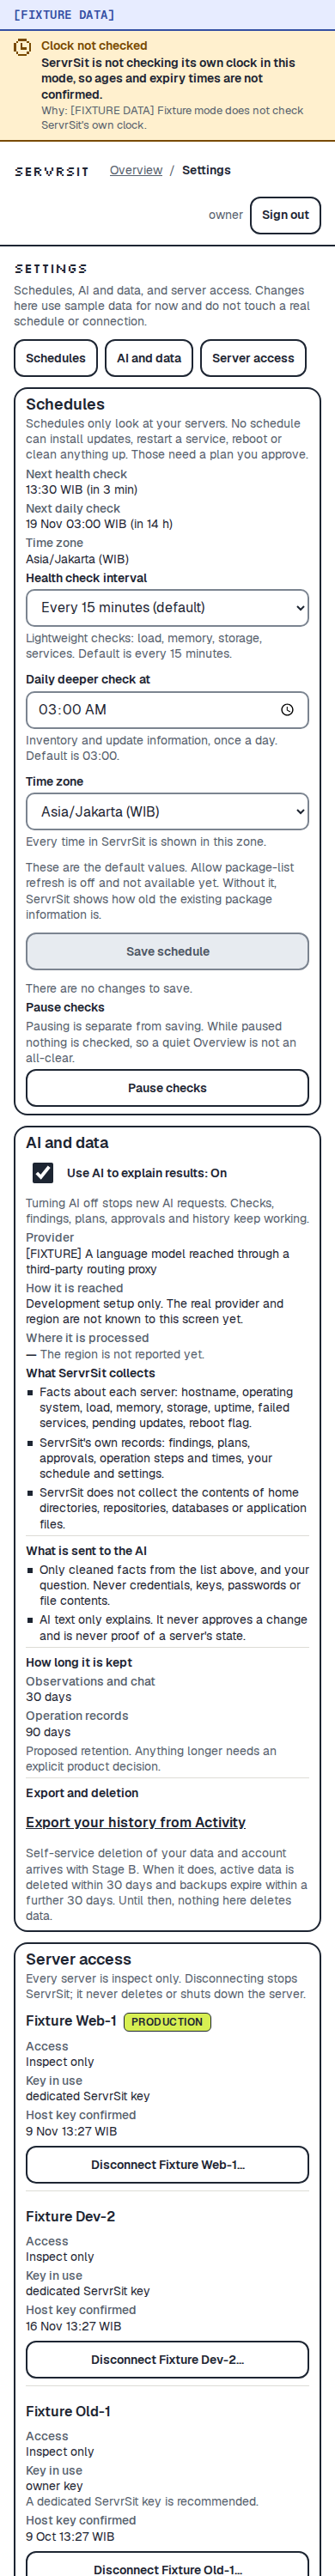 [FIXTURE DATA]
Clock not checked
ServrSit is not checking its own clock in this
mode, so ages and expiry times are not
confirmed.
Why: [FIXTURE DATA] Fixture mode does not check
ServrSit's own clock.
SERVRSIT
Overview / Settings
owner
Sign out
SETTINGS
Schedules, AI and data, and server access. Changes
here use sample data for now and do not touch a real
schedule or connection.
Schedules
AI and data
Server access
Schedules
Schedules only look at your servers. No schedule
can install updates, restart a service, reboot or
clean anything up. Those need a plan you approve.
Next health check
13:30 WIB (in 3 min)
Next daily check
19 Nov 03:00 WIB (in 14 h)
Time zone
Asia/Jakarta (WIB)
Health check interval
Every 15 minutes (default)
Lightweight checks: load, memory, storage,
services. Default is every 15 minutes.
Daily deeper check at
03:00 AM
Inventory and update information, once a day.
Default is 03:00.
Time zone
Asia/Jakarta (WIB)
Every time in ServrSit is shown in this zone.
These are the default values. Allow package-list
refresh is off and not available yet. Without it,
ServrSit shows how old the existing package
information is.
Save schedule
There are no changes to save.
Pause checks
Pausing is separate from saving. While paused
nothing is checked, so a quiet Overview is not an
all-clear.
Pause checks
AI and data
Use AI to explain results: On
Turning AI off stops new AI requests. Checks,
findings, plans, approvals and history keep working.
Provider
[FIXTURE] A language model reached through a
third-party routing proxy
How it is reached
Development setup only. The real provider and
region are not known to this screen yet.
Where it is processed
— The region is not reported yet.
What ServrSit collects
Facts about each server: hostname, operating
system, load, memory, storage, uptime, failed
services, pending updates, reboot flag.
ServrSit's own records: findings, plans,
approvals, operation steps and times, your
schedule and settings.
ServrSit does not collect the contents of home
directories, repositories, databases or application
files.
What is sent to the AI
Only cleaned facts from the list above, and your
question. Never credentials, keys, passwords or
file contents.
AI text only explains. It never approves a change
and is never proof of a server's state.
How long it is kept
Observations and chat
30 days
Operation records
90 days
Proposed retention. Anything longer needs an
explicit product decision.
Export and deletion
Export your history from Activity
Self-service deletion of your data and account
arrives with Stage B. When it does, active data is
deleted within 30 days and backups expire within a
further 30 days. Until then, nothing here deletes
data.
Server access
Every server is inspect only. Disconnecting stops
ServrSit; it never deletes or shuts down the server.
Fixture Web-1 PRODUCTION
Access
Inspect only
Key in use
dedicated ServrSit key
Host key confirmed
9 Nov 13:27 WIB
Disconnect Fixture Web-1...
Fixture Dev-2
Access
Inspect only
Key in use
dedicated ServrSit key
Host key confirmed
16 Nov 13:27 WIB
Disconnect Fixture Dev-2...
Fixture Old-1
Access
Inspect only
Key in use
owner key
A dedicated ServrSit key is recommended.
Host key confirmed
9 Oct 13:27 WIB
Disconnect Fixture Old-1...